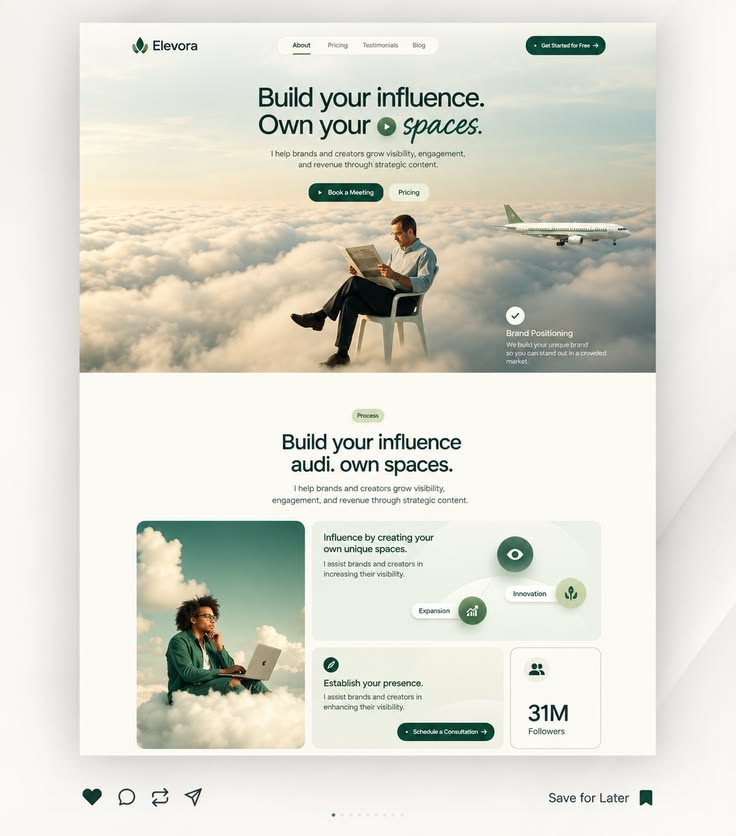 Elevora
About
Pricing
Testimonials
Blog
Get Started for Free
Build your influence.
Own your spaces.
I help brands and creators grow visibility, engagement,
and revenue through strategic content.
Book a Meeting
Pricing
Brand Positioning
We build your unique brand
so you can stand out in a crowded
market.
Process
Build your influence
audi. own spaces.
I help brands and creators grow visibility,
engagement, and revenue through strategic content.
Influence by creating your
own unique spaces.
I assist brands and creators in
increasing their visibility.
Innovation
Expansion
Establish your presence.
I assist brands and creators in
enhancing their visibility.
Schedule a Consultation
31M
Followers
Save for Later